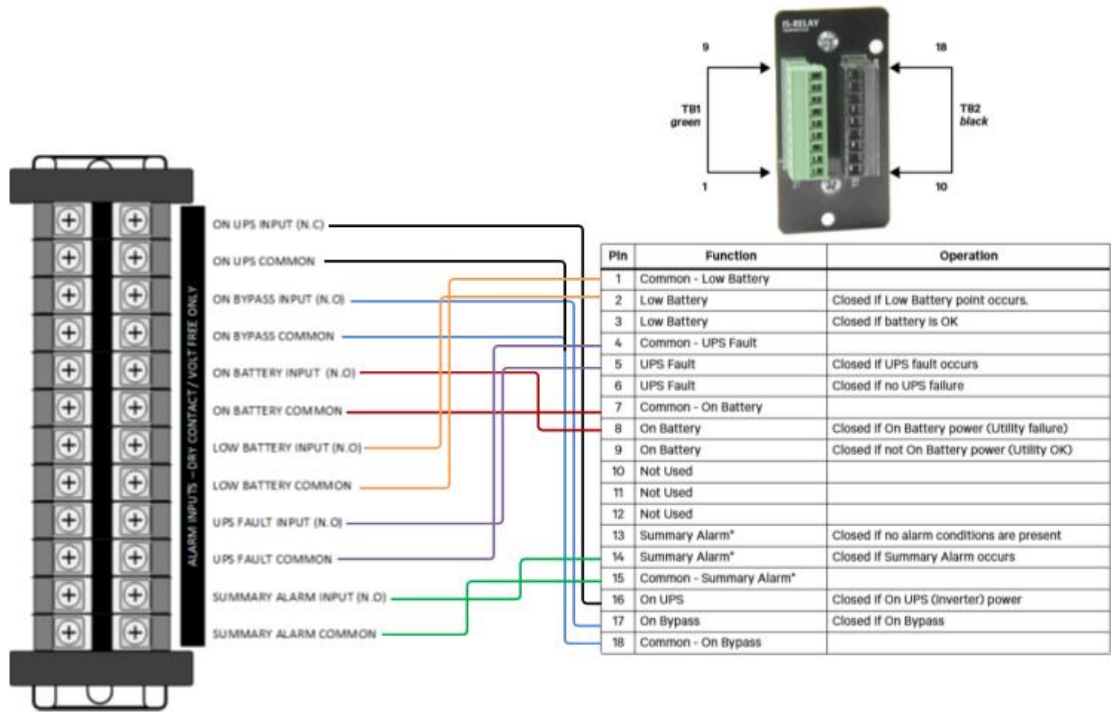 IS-RELAY
9
18
TB1
green
TB2
black
1
10
ALARM INPUTS – DRY CONTACT / VOLT FREE ONLY
ON UPS INPUT (N.C)
ON UPS COMMON
ON BYPASS INPUT (N.O)
ON BYPASS COMMON
ON BATTERY INPUT (N.O)
ON BATTERY COMMON
LOW BATTERY INPUT (N.O)
LOW BATTERY COMMON
UPS FAULT INPUT (N.O)
UPS FAULT COMMON
SUMMARY ALARM INPUT (N.O)
SUMMARY ALARM COMMON
Pin Function Operation
1 Common - Low Battery
2 Low Battery Closed if Low Battery point occurs.
3 Low Battery Closed if battery is OK
4 Common - UPS Fault
5 UPS Fault Closed if UPS fault occurs
6 UPS Fault Closed if no UPS failure
7 Common - On Battery
8 On Battery Closed if On Battery power (Utility failure)
9 On Battery Closed if not On Battery power (Utility OK)
10 Not Used
11 Not Used
12 Not Used
13 Summary Alarm* Closed if no alarm conditions are present
14 Summary Alarm* Closed if Summary Alarm occurs
15 Common - Summary Alarm*
16 On UPS Closed if On UPS (Inverter) power
17 On Bypass Closed if On Bypass
18 Common - On Bypass